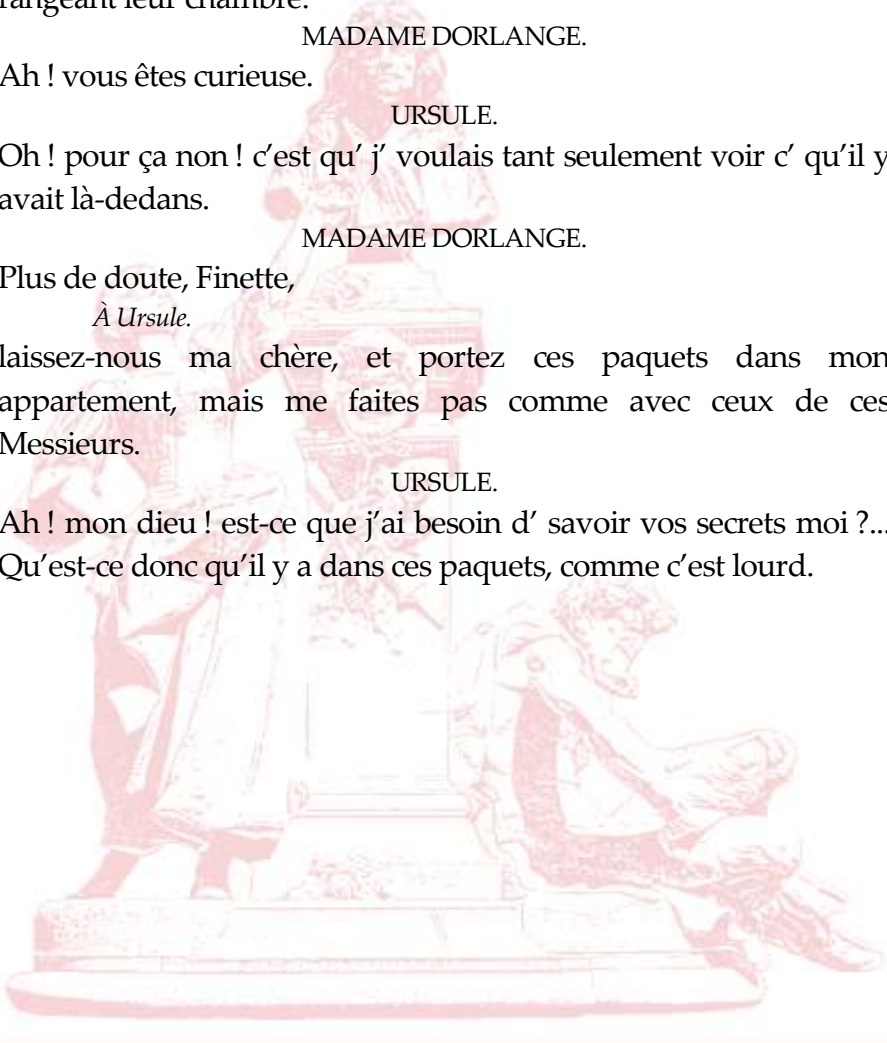 rangeant leur chambre.
MADAME DORLANGE.
Ah ! vous êtes curieuse.
URSULE.
Oh ! pour ça non ! c’est qu’ j’ voulais tant seulement voir c’ qu’il y
avait là-dedans.
MADAME DORLANGE.
Plus de doute, Finette,
À Ursule.
laissez-nous ma chère, et portez ces paquets dans mon
appartement, mais me faites pas comme avec ceux de ces
Messieurs.
URSULE.
Ah ! mon dieu ! est-ce que j’ai besoin d’ savoir vos secrets moi ?...
Qu’est-ce donc qu’il y a dans ces paquets, comme c’est lourd.